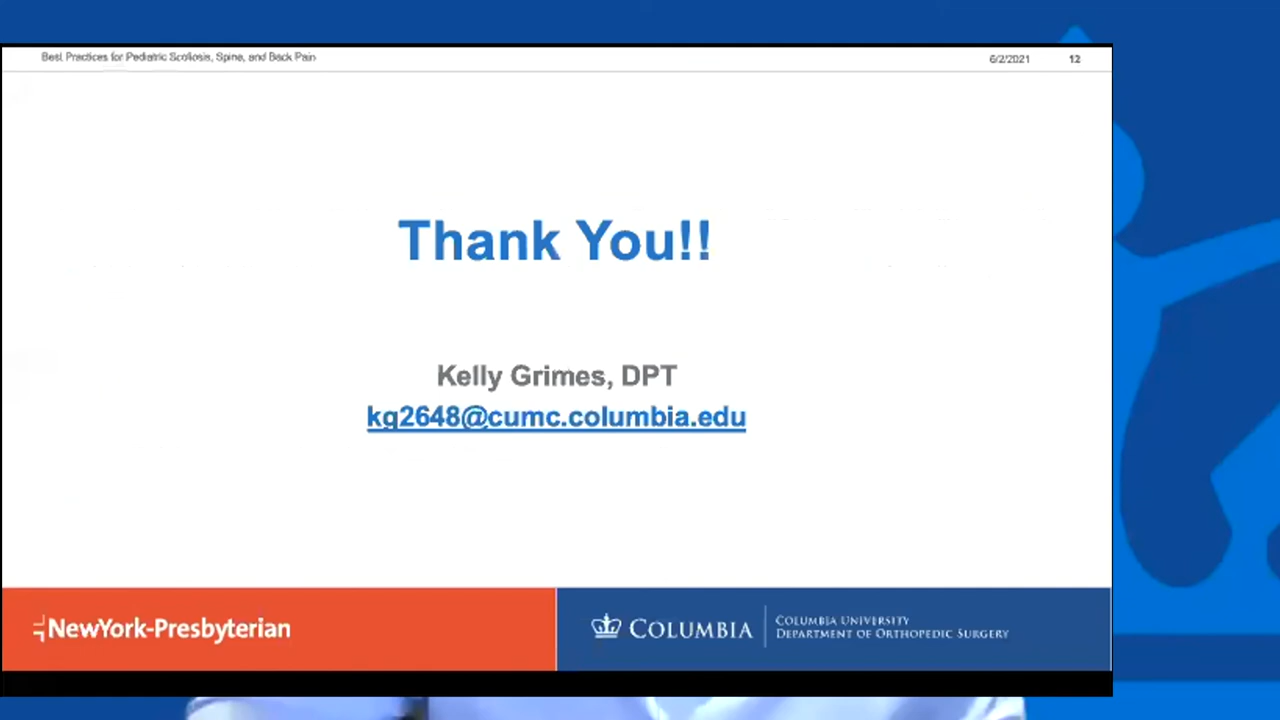 Best Practices for Pediatric Scoliosis, Spine, and Back Pain 6/2/2021 12
Thank You!!
Kelly Grimes, DPT
kg2648@cumc.columbia.edu
NewYork-Presbyterian
COLUMBIA
COLUMBIA UNIVERSITY
DEPARTMENT OF ORTHOPEDIC SURGERY